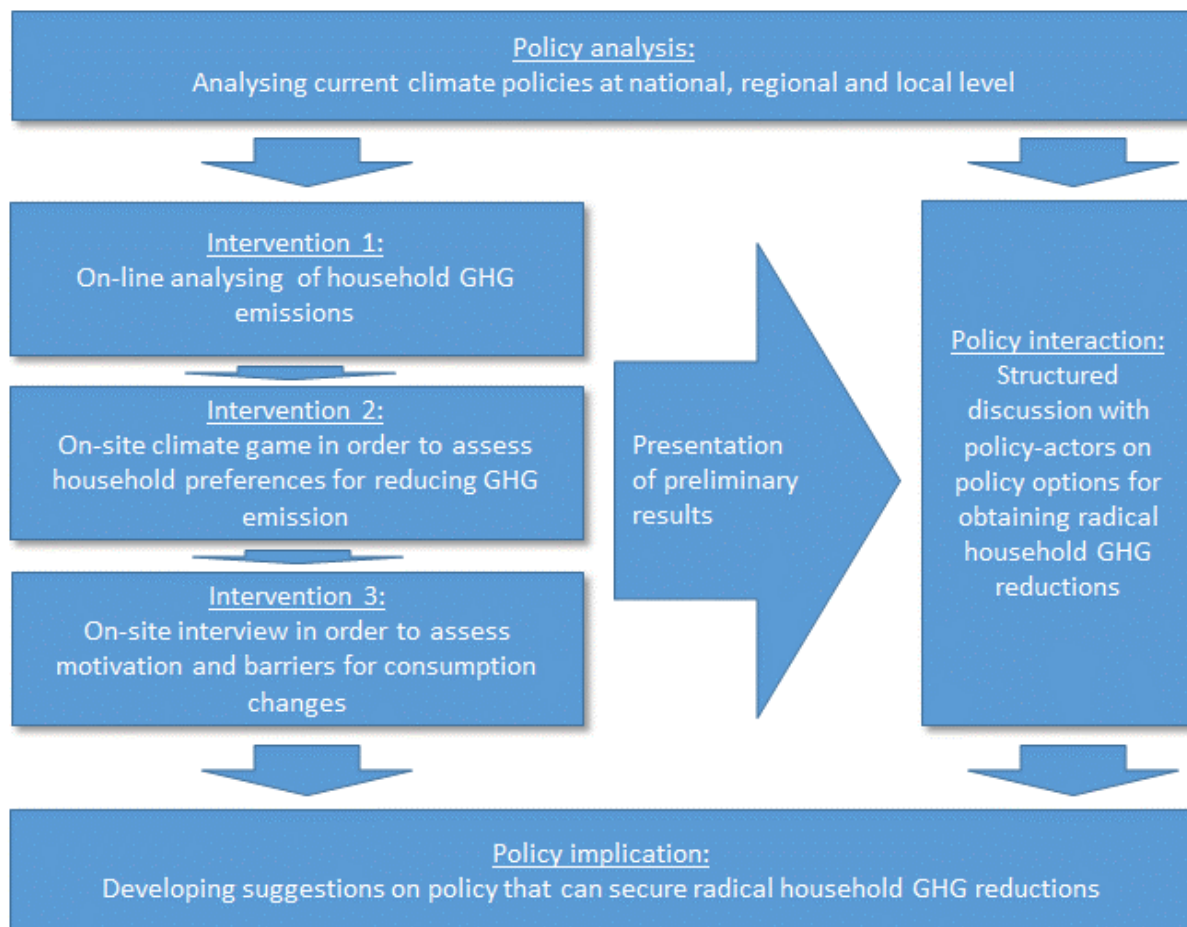 Policy analysis:
Analysing current climate policies at national, regional and local level
Intervention 1:
On-line analysing of household GHG
emissions
Intervention 2:
On-site climate game in order to assess
household preferences for reducing GHG
emission
Intervention 3:
On-site interview in order to assess
motivation and barriers for consumption
changes
Presentation
of preliminary
results
Policy interaction:
Structured
discussion with
policy-actors on
policy options for
obtaining radical
household GHG
reductions
Policy implication:
Developing suggestions on policy that can secure radical household GHG reductions